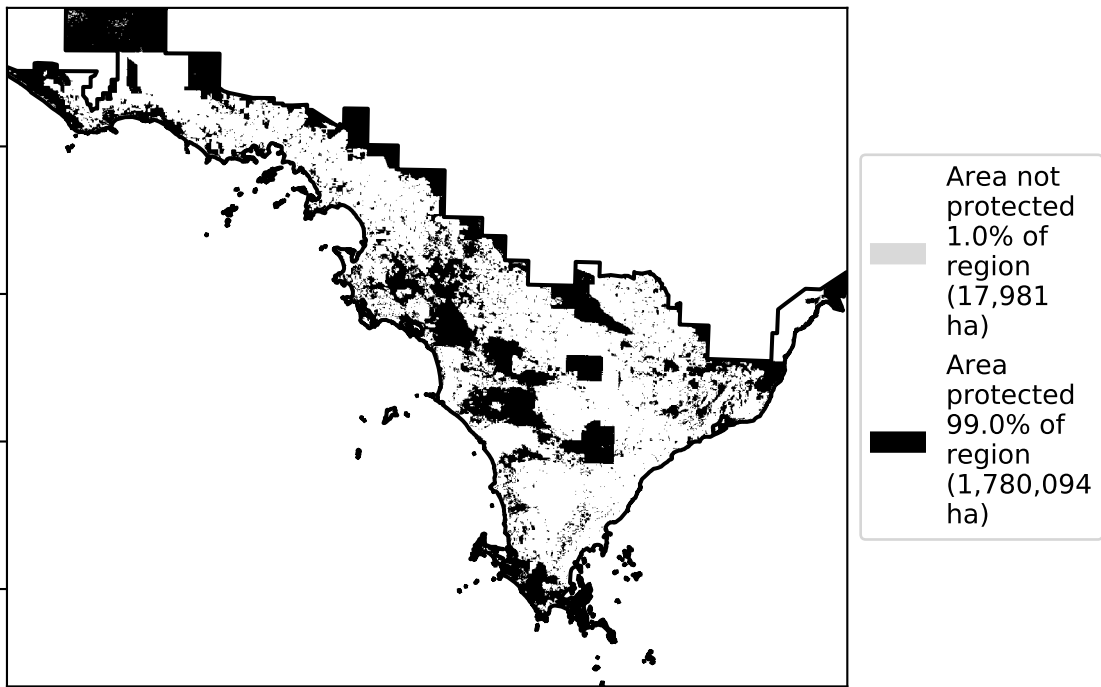 Area not
protected
1.0% of
region
(17,981
ha)
Area
protected
99.0% of
region
(1,780,094
ha)